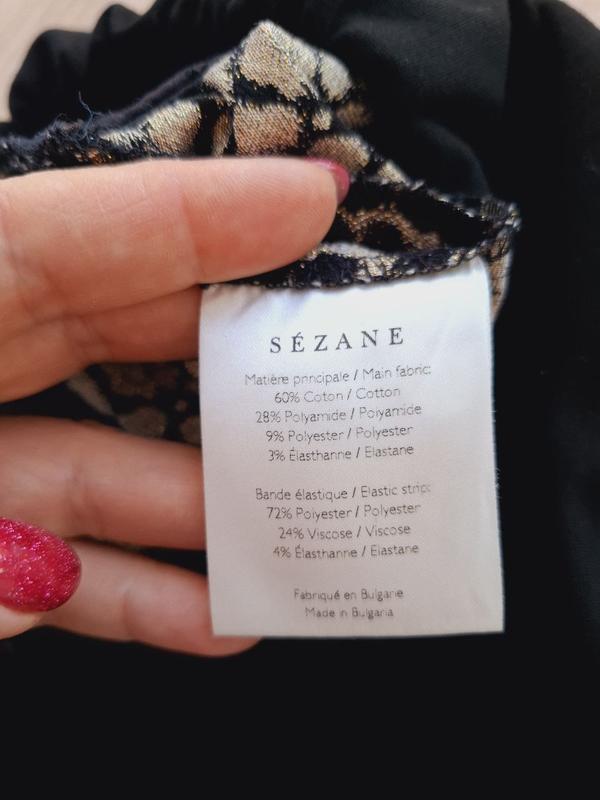 SÉZANE
Matière principale / Main fabric:
60% Coton / Cotton
28% Polyamide / Polyamide
9% Polyester / Polyester
3% Élasthanne / Elastane
Bande élastique / Elastic strip:
72% Polyester / Polyester
24% Viscose / Viscose
4% Élasthanne / Elastane
Fabriqué en Bulgarie
Made in Bulgaria